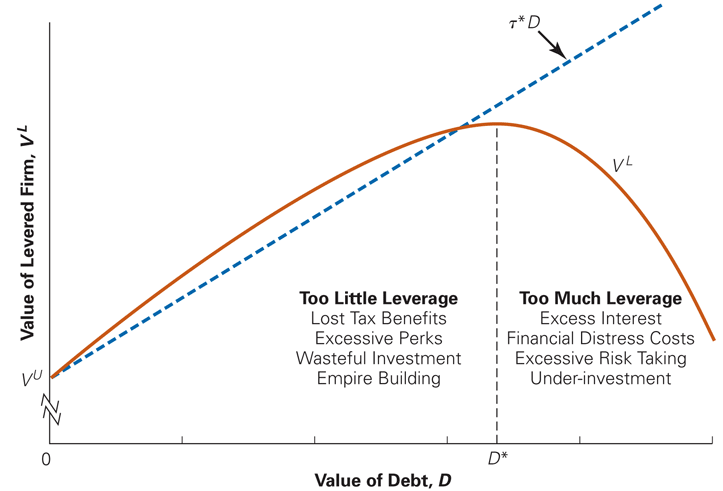 τ*D
Value of Levered Firm, V^L
V^L
Too Little Leverage
Lost Tax Benefits
Excessive Perks
Wasteful Investment
Empire Building
Too Much Leverage
Excess Interest
Financial Distress Costs
Excessive Risk Taking
Under-investment
V^U
0
D*
Value of Debt, D